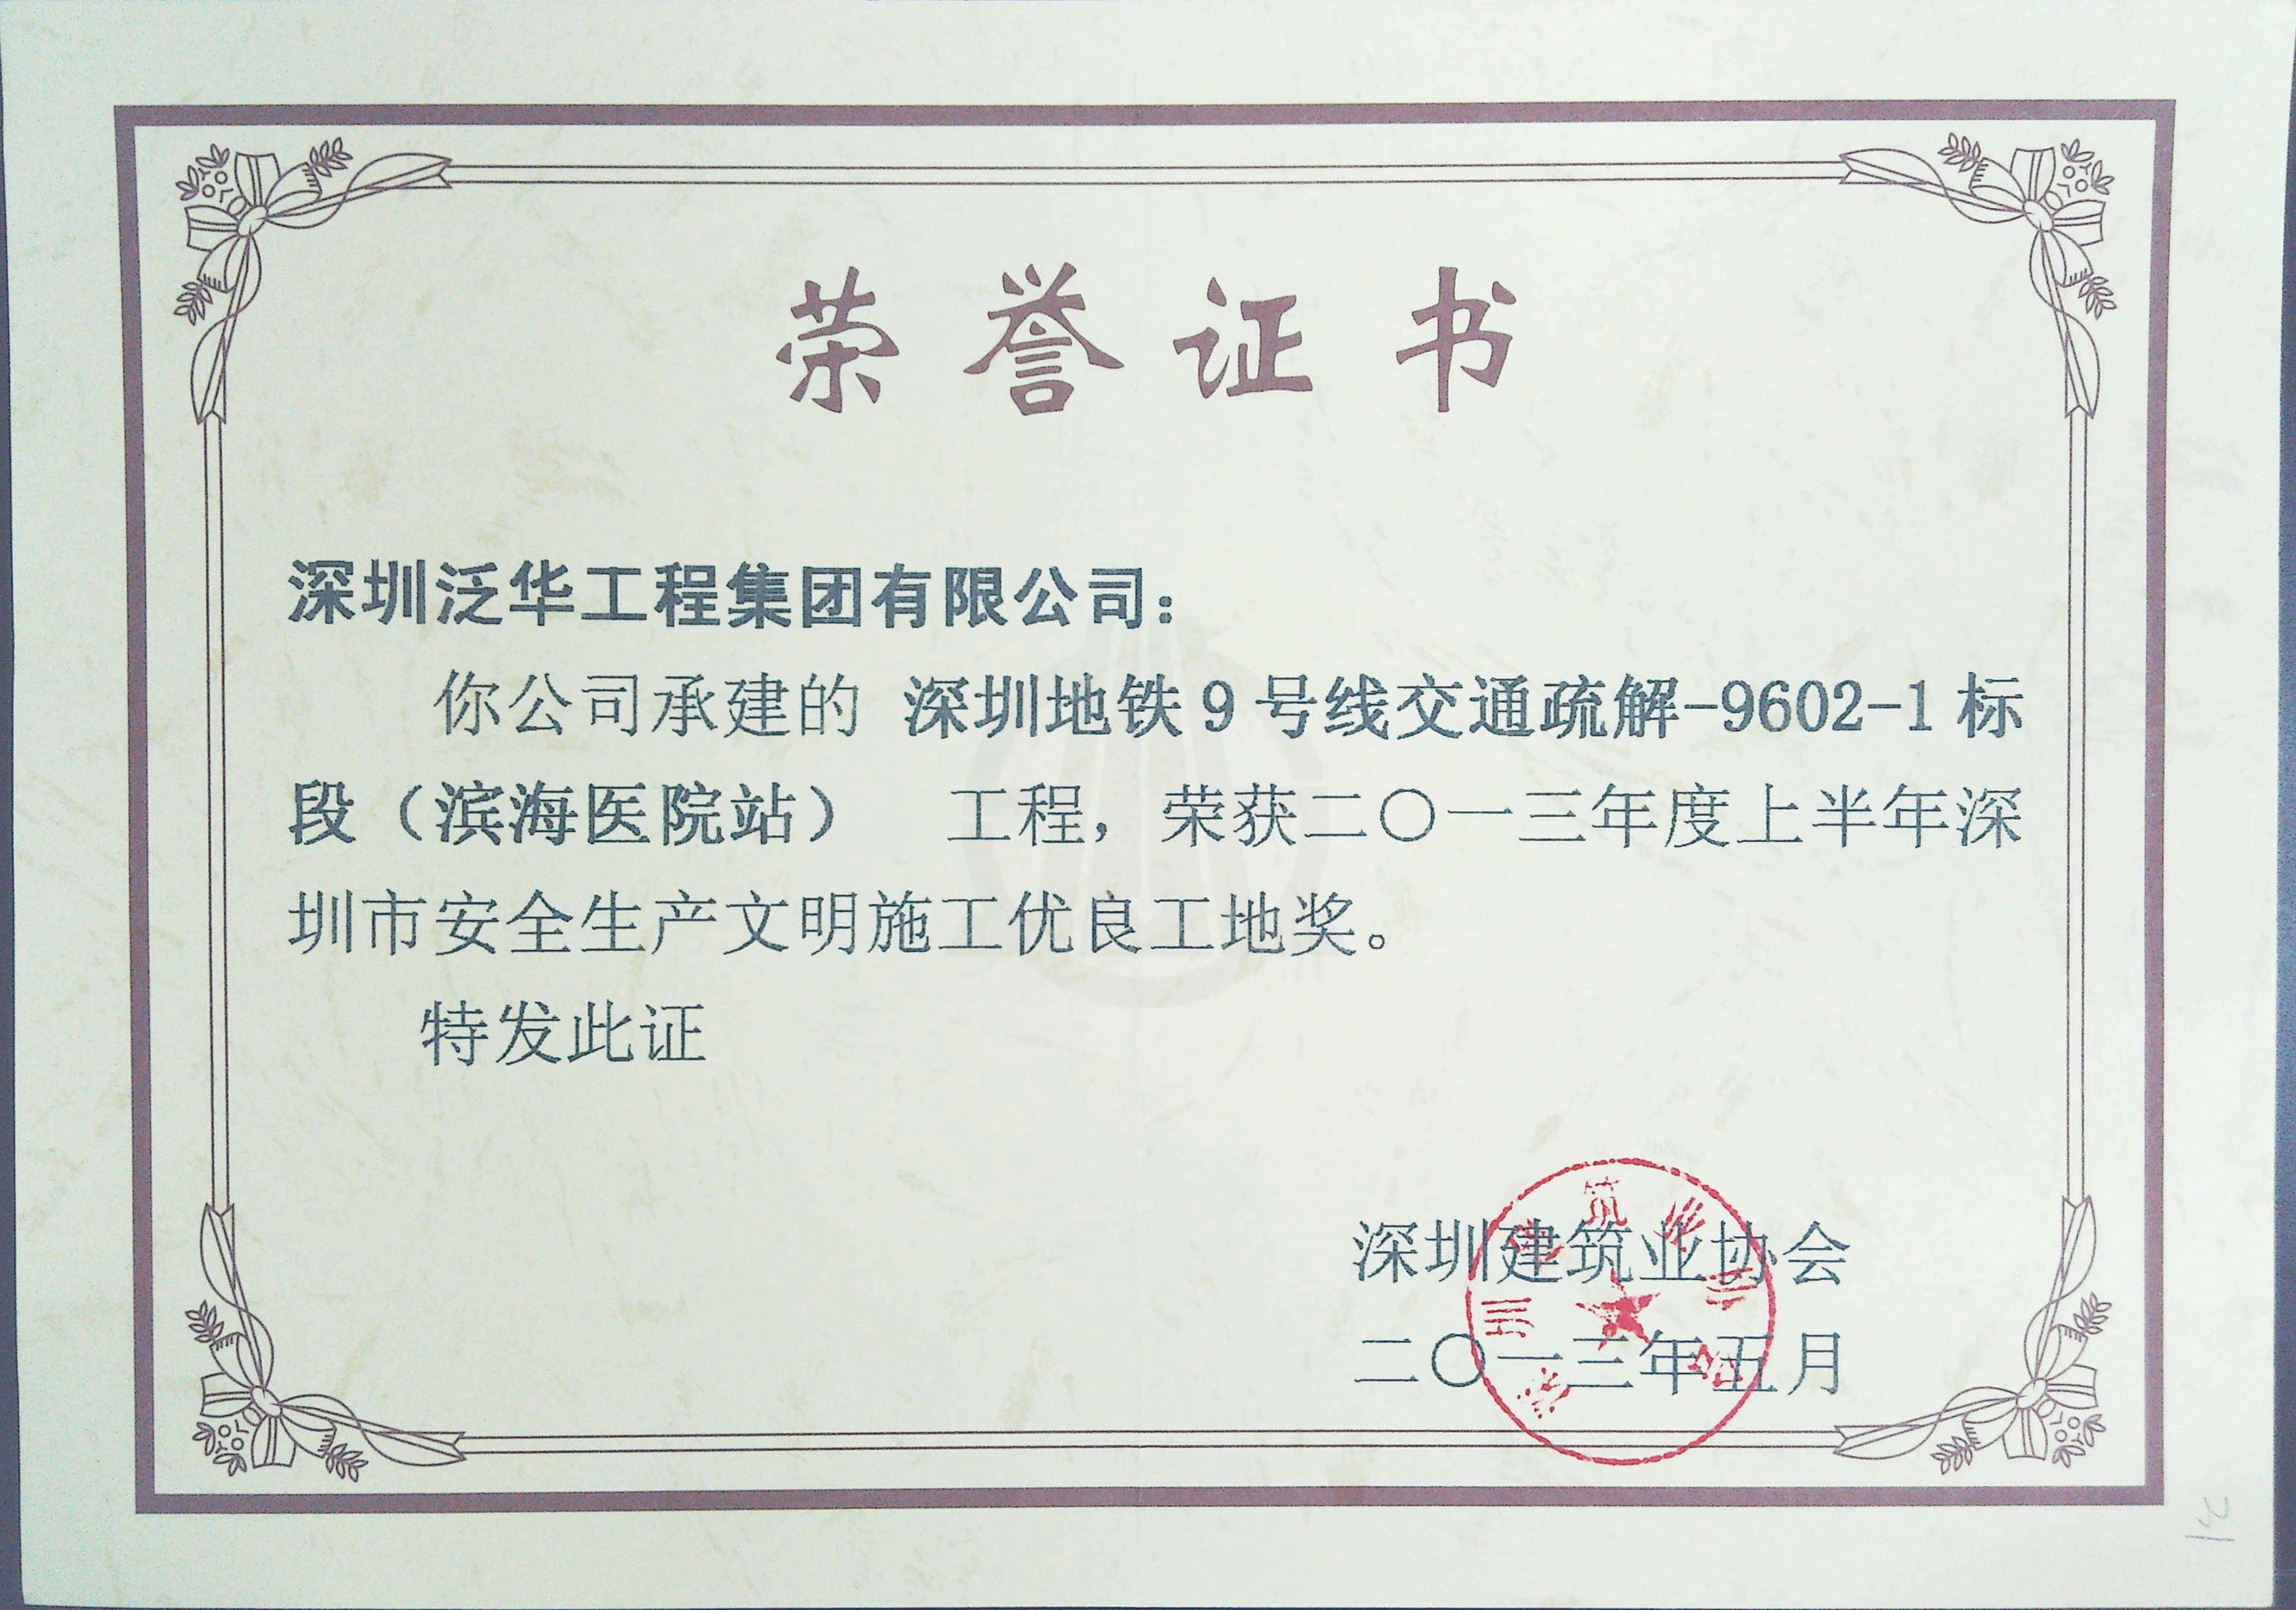 荣誉证书
深圳泛华工程集团有限公司：
你公司承建的 深圳地铁9号线交通疏解-9602-1标
段（滨海医院站） 工程，荣获二〇一三年度上半年深
圳市安全生产文明施工优良工地奖。
特发此证
深圳建筑业协会
二〇一三年五月